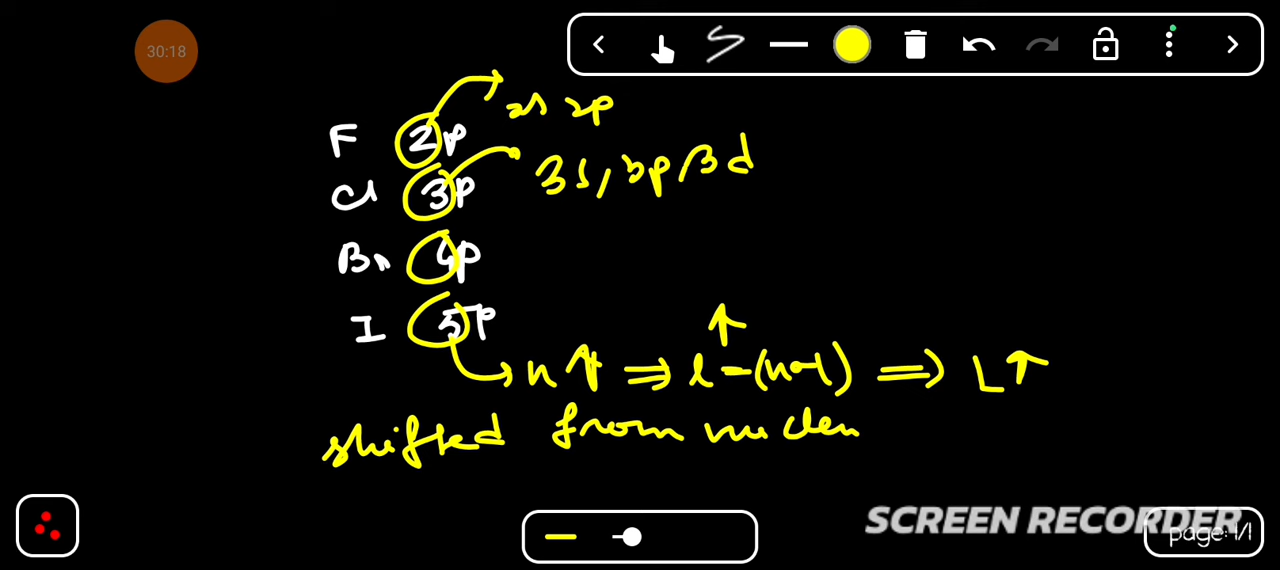 30:18
F 2p 2s 2p
Cl 3p 3s, 3p, 3d
Br 4p
I 5p
n ↑ ⇒ l = (n-1) ↑ ⇒ L ↑
shifted from nuclen
SCREEN RECORDER
page:1/1